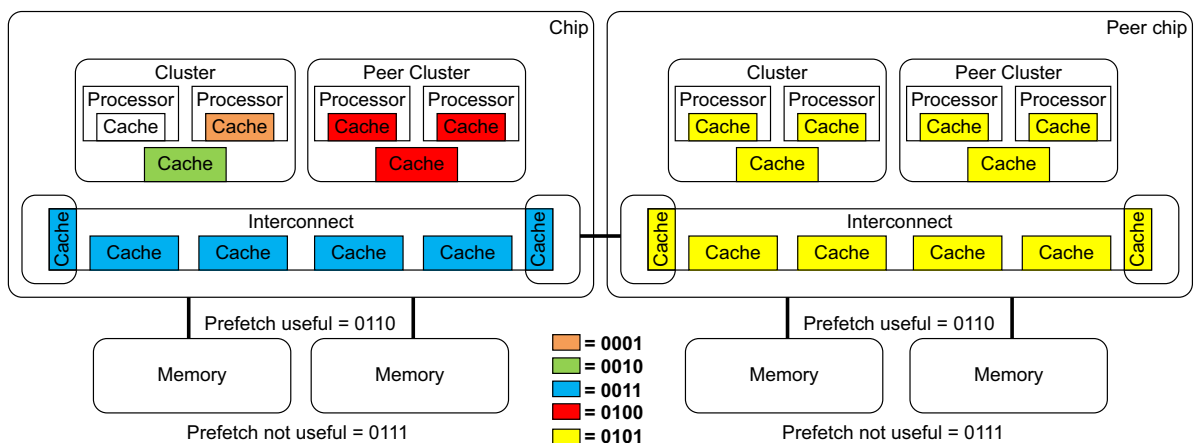 Chip
Cluster
Processor
Cache
Processor
Cache
Cache
Peer Cluster
Processor
Cache
Processor
Cache
Cache
Interconnect
Cache
Cache
Cache
Cache
Cache
Cache
Peer chip
Cluster
Processor
Cache
Processor
Cache
Cache
Peer Cluster
Processor
Cache
Processor
Cache
Cache
Interconnect
Cache
Cache
Cache
Cache
Cache
Cache
Prefetch useful = 0110
Memory
Memory
Prefetch not useful = 0111
= 0001
= 0010
= 0011
= 0100
= 0101
Prefetch useful = 0110
Memory
Memory
Prefetch not useful = 0111